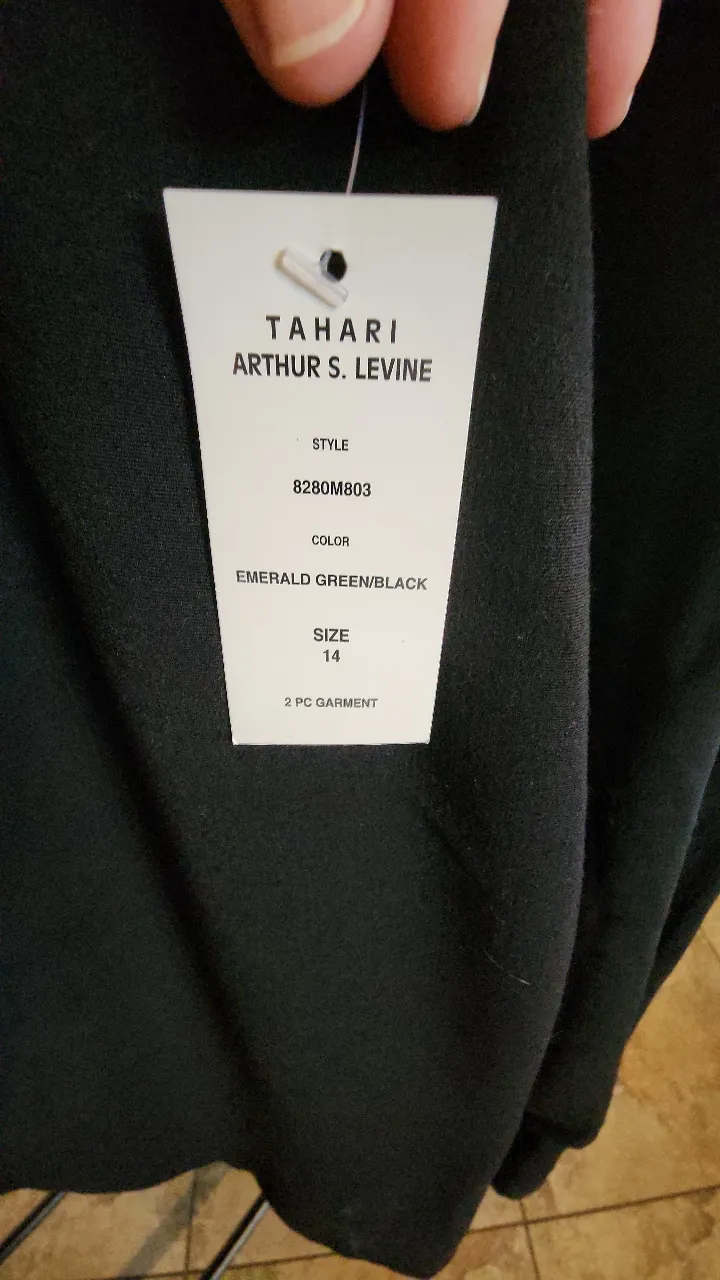 TAHARI
ARTHUR S. LEVINE
STYLE
8280M803
COLOR
EMERALD GREEN/BLACK
SIZE
14
2 PC GARMENT